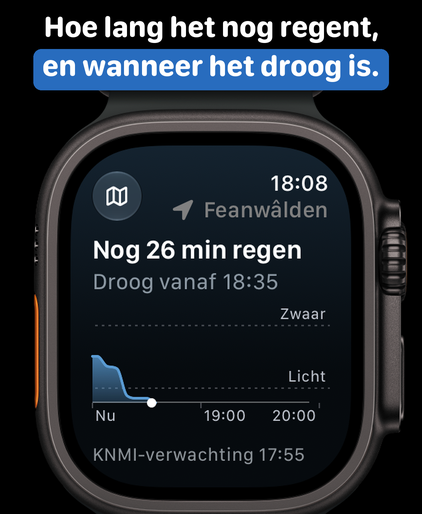 Hoe lang het nog regent,
en wanneer het droog is.
18:08
Feanwâlden
Nog 26 min regen
Droog vanaf 18:35
Zwaar
Licht
Nu 19:00 20:00
KNMI-verwachting 17:55